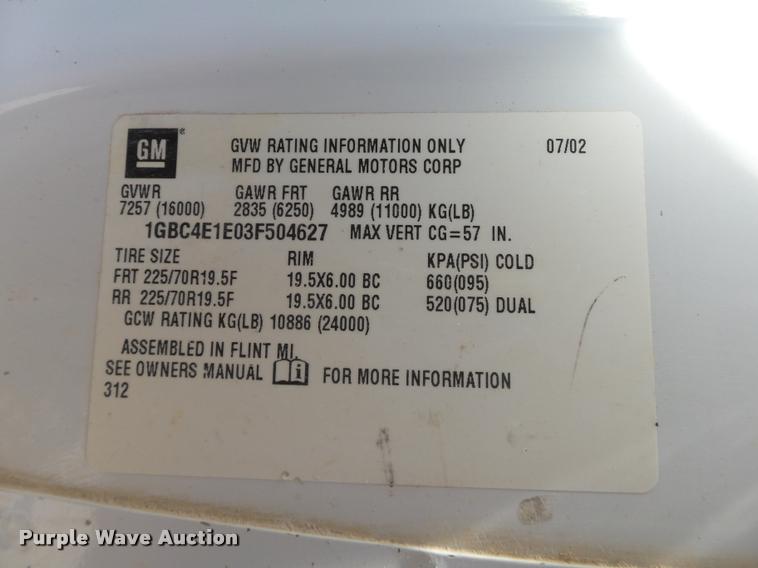 GM® GVW RATING INFORMATION ONLY 07/02
MFD BY GENERAL MOTORS CORP
GVWR GAWR FRT GAWR RR
7257 (16000) 2835 (6250) 4989 (11000) KG(LB)
1GBC4E1E03F504627 MAX VERT CG=57 IN.
TIRE SIZE RIM KPA(PSI) COLD
FRT 225/70R19.5F 19.5X6.00 BC 660(095)
RR 225/70R19.5F 19.5X6.00 BC 520(075) DUAL
GCW RATING KG(LB) 10886 (24000)
ASSEMBLED IN FLINT MI.
SEE OWNERS MANUAL i FOR MORE INFORMATION
312
Purple Wave Auction